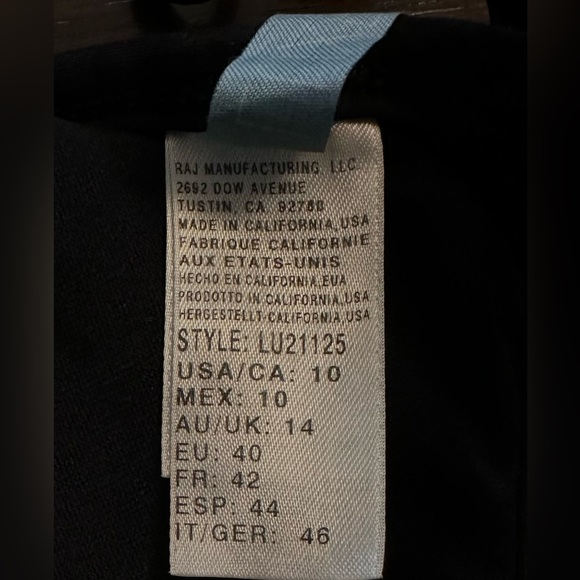 RAJ MANUFACTURING, LLC
2692 DOW AVENUE
TUSTIN, CA. 92780
MADE IN CALIFORNIA,USA
FABRIQUE CALIFORNIE
AUX ETATS-UNIS
HECHO EN CALIFORNIA,EUA
PRODOTTO IN CALIFORNIA,USA
HERGESTELLT CALIFORNIA,USA
STYLE: LU21125
USA/CA: 10
MEX: 10
AU/UK: 14
EU: 40
FR: 42
ESP: 44
IT/GER: 46